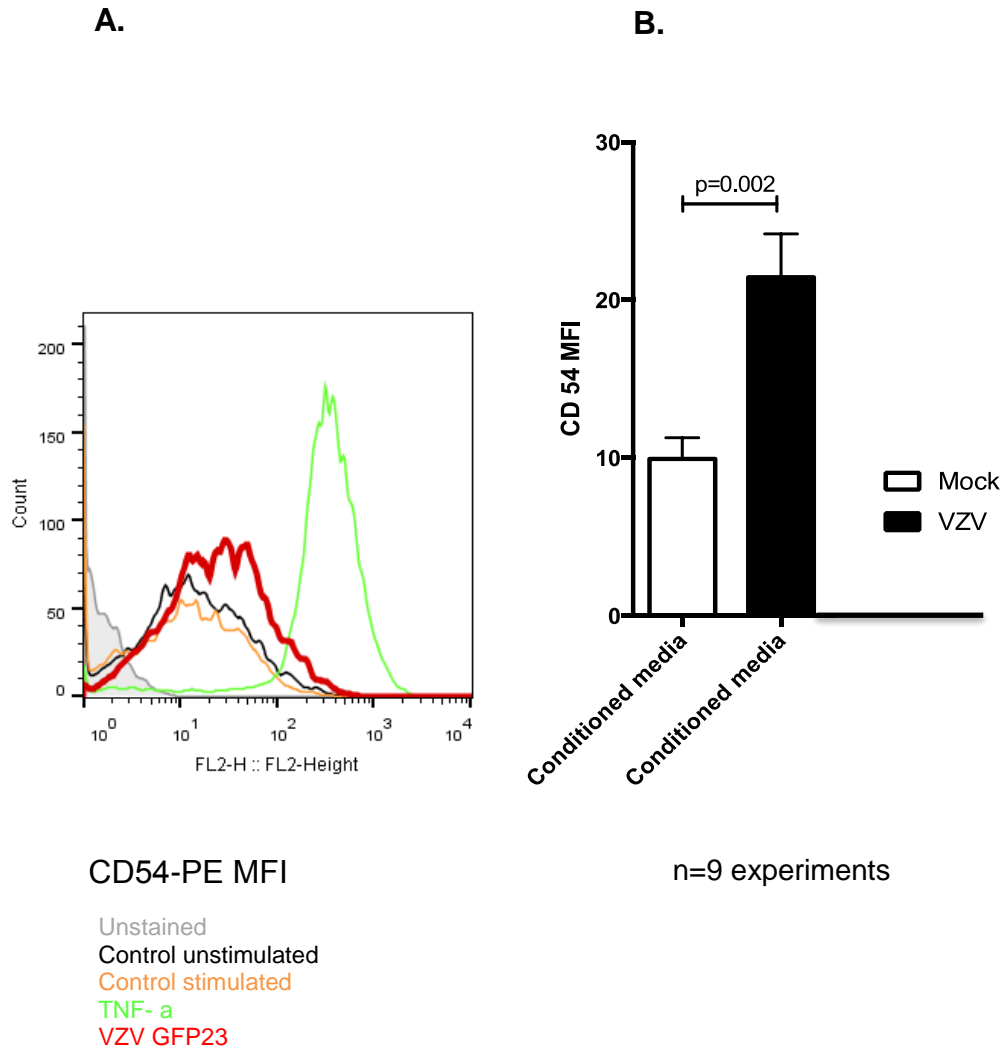 A.
B.
200
150
100
50
0
Count
10^0
10^1
10^2
10^3
10^4
FL2-H :: FL2-Height
CD54-PE MFI
Unstained
Control unstimulated
Control stimulated
TNF- a
VZV GFP23
30
20
10
0
CD 54 MFI
p=0.002
Mock
VZV
Conditioned media
Conditioned media
n=9 experiments